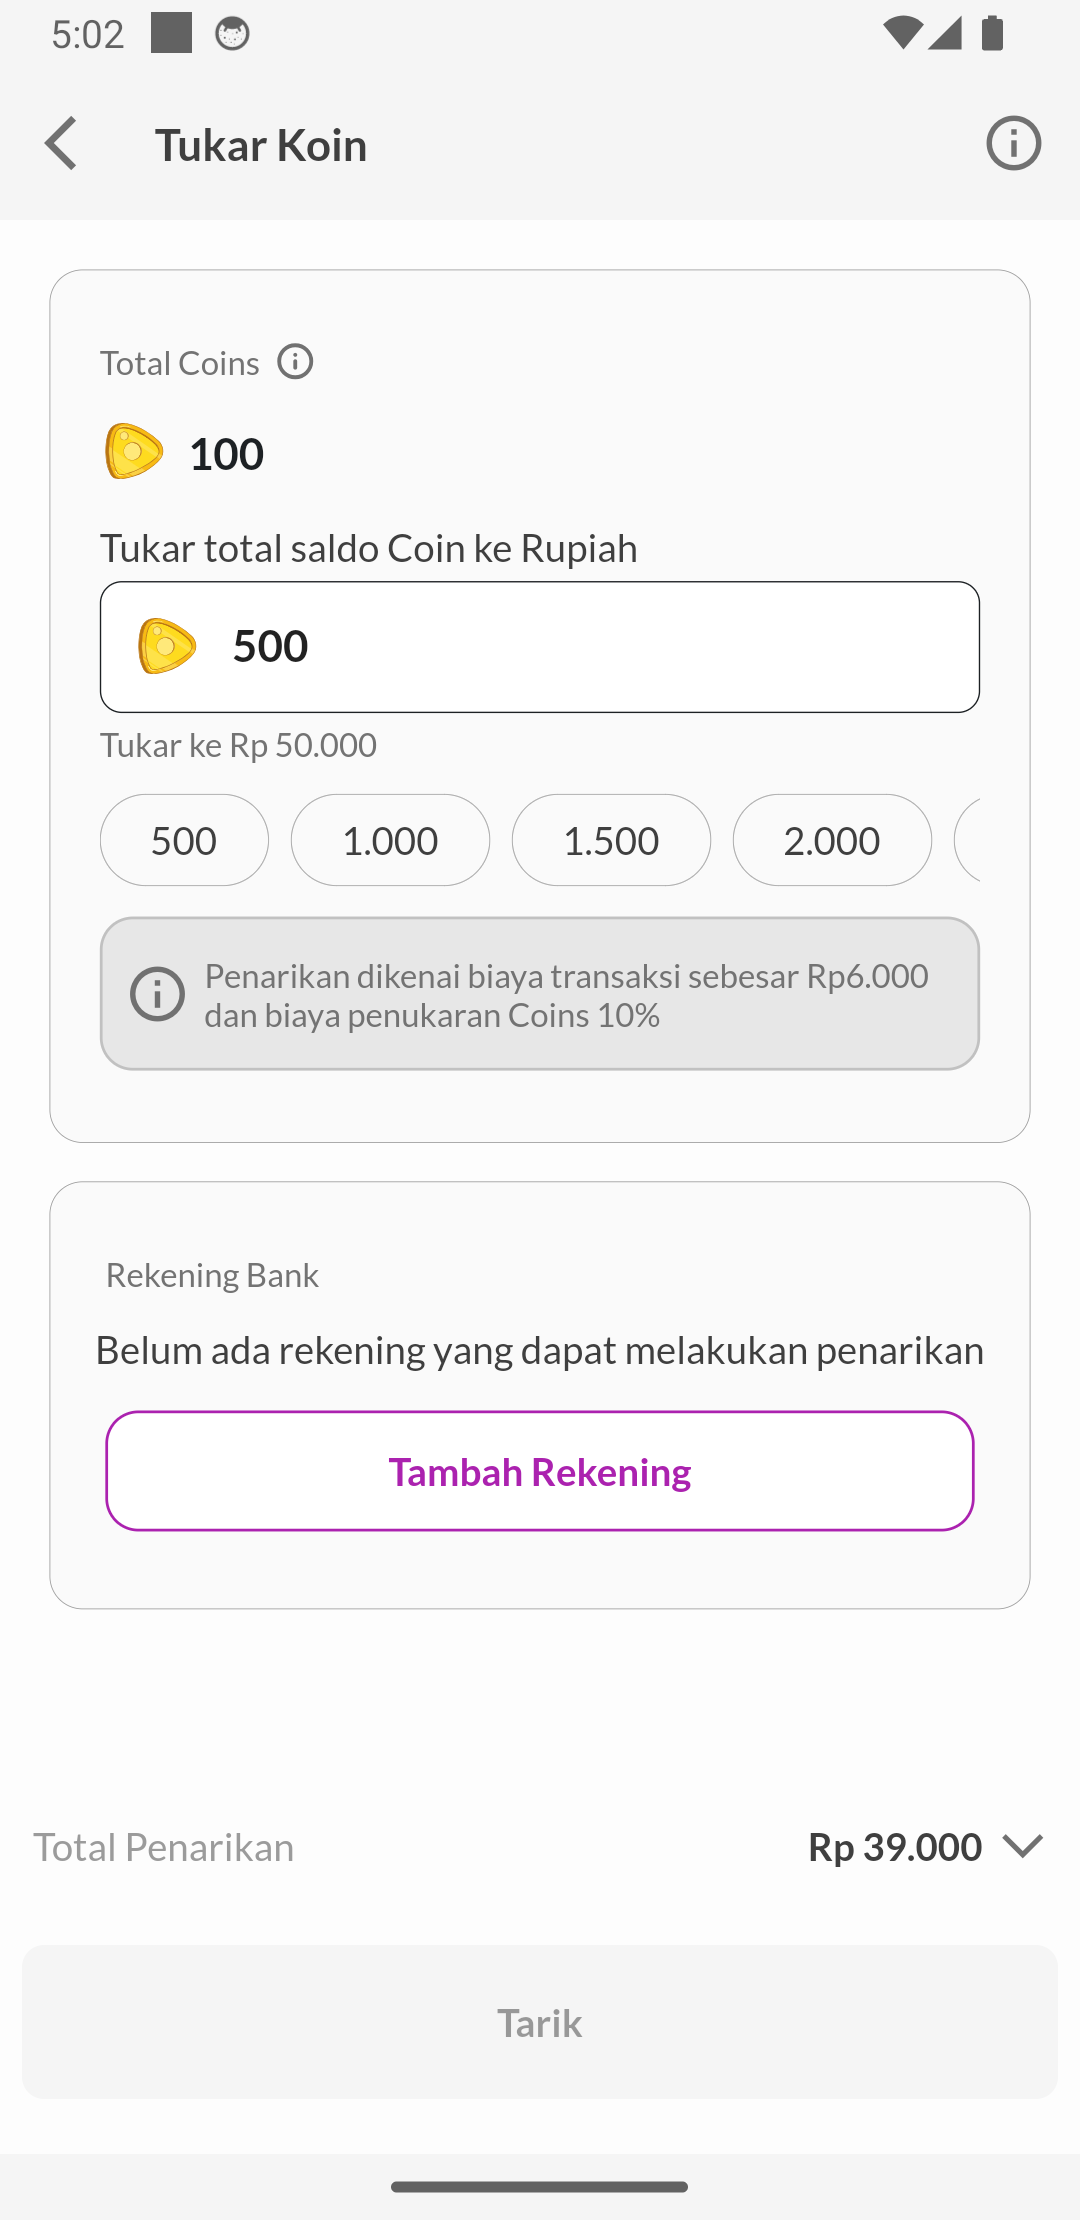 5:02
Tukar Koin
Total Coins
100
Tukar total saldo Coin ke Rupiah
500
Tukar ke Rp 50.000
500
1.000
1.500
2.000
Penarikan dikenai biaya transaksi sebesar Rp6.000
dan biaya penukaran Coins 10%
Rekening Bank
Belum ada rekening yang dapat melakukan penarikan
Tambah Rekening
Total Penarikan
Rp 39.000
Tarik